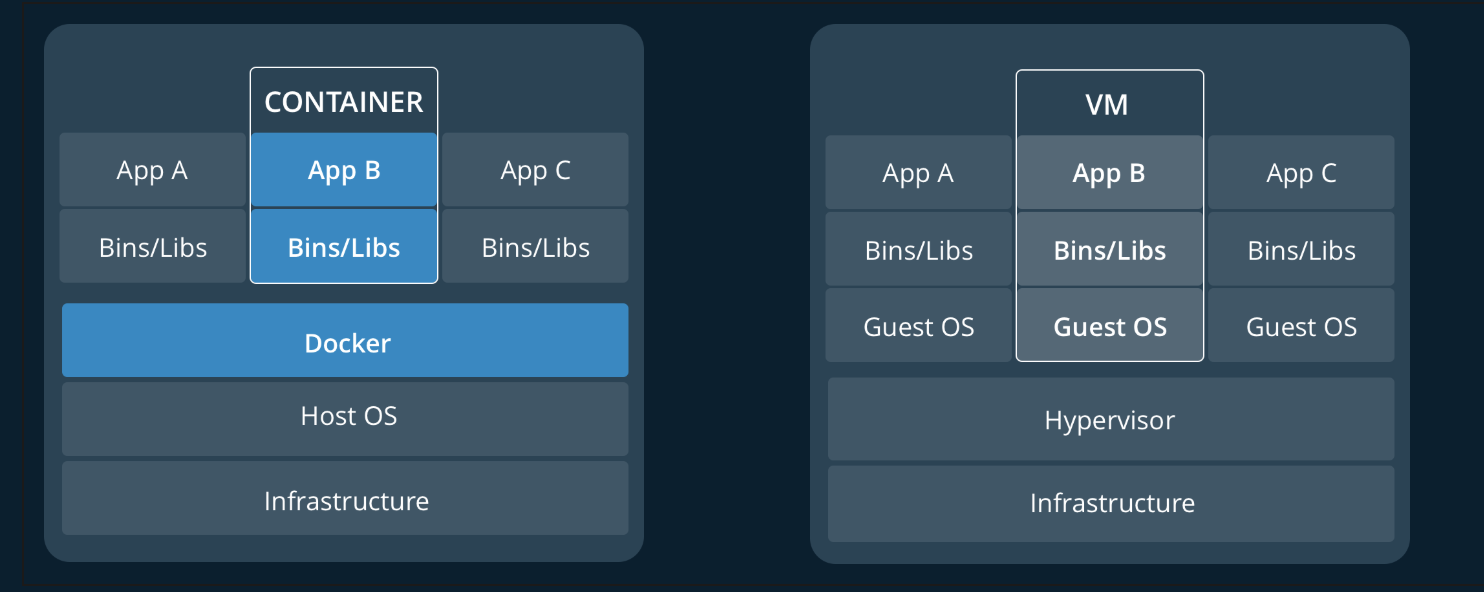 CONTAINER
App A
App B
App C
Bins/Libs
Bins/Libs
Bins/Libs
Docker
Host OS
Infrastructure
VM
App A
App B
App C
Bins/Libs
Bins/Libs
Bins/Libs
Guest OS
Guest OS
Guest OS
Hypervisor
Infrastructure